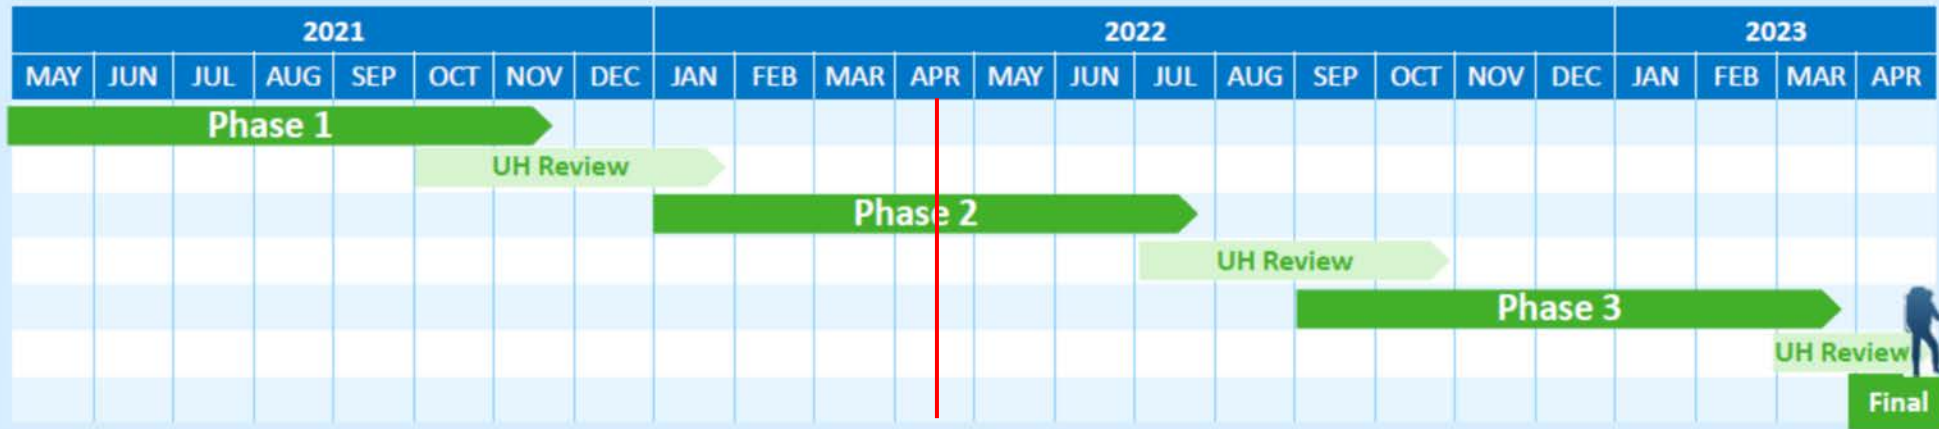 2021 2022 2023
MAY JUN JUL AUG SEP OCT NOV DEC JAN FEB MAR APR MAY JUN JUL AUG SEP OCT NOV DEC JAN FEB MAR APR
Phase 1
UH Review
Phase 2
UH Review
Phase 3
UH Review
Final